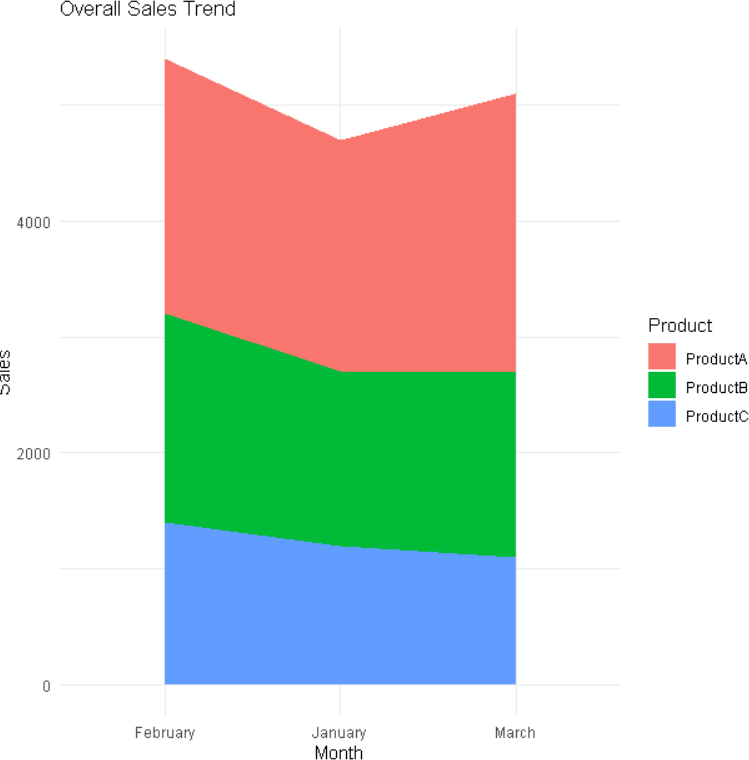 Overall Sales Trend
4000
2000
0
Sales
February
January
March
Month
Product
ProductA
ProductB
ProductC